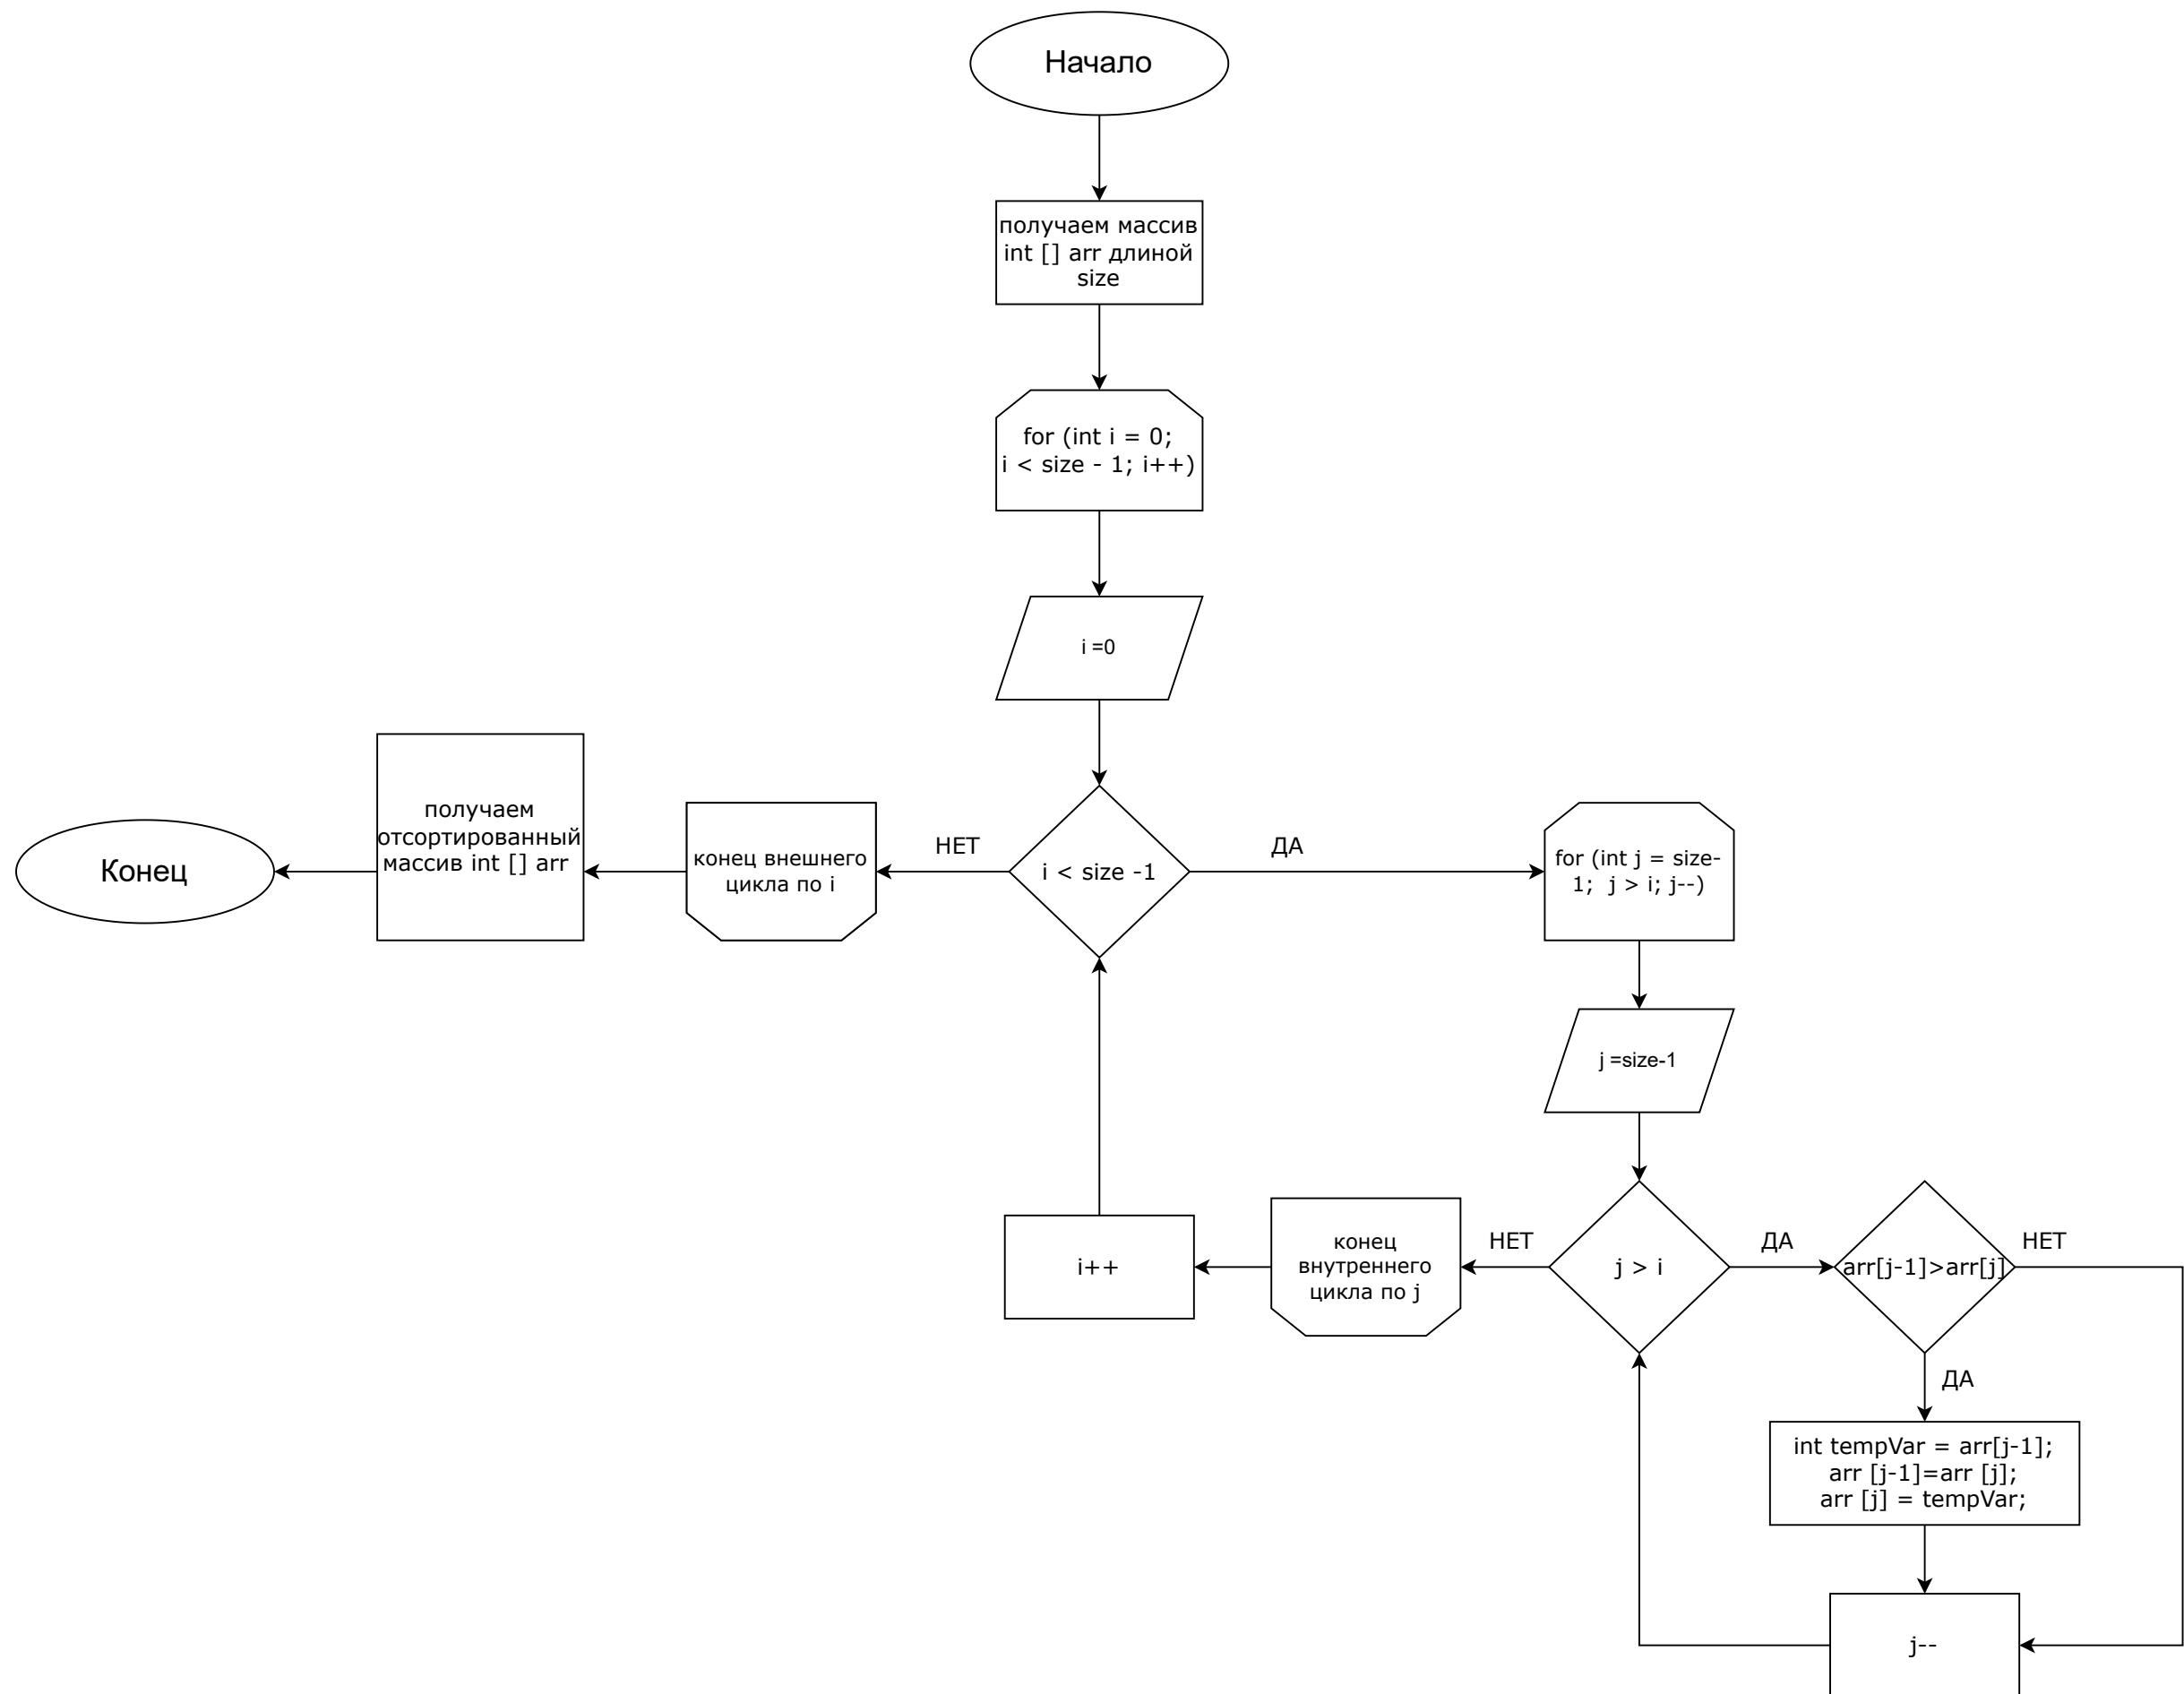 Начало
получаем массив
int [] arr длиной
size
for (int i = 0;
i < size - 1; i++)
i =0
i < size -1
НЕТ
ДА
конец внешнего
цикла по i
получаем
отсортированный
массив int [] arr
Конец
for (int j = size-
1;  j > i; j--)
j =size-1
j > i
НЕТ
ДА
конец
внутреннего
цикла по j
i++
arr[j-1]>arr[j]
НЕТ
ДА
int tempVar = arr[j-1];
arr [j-1]=arr [j];
arr [j] = tempVar;
j--